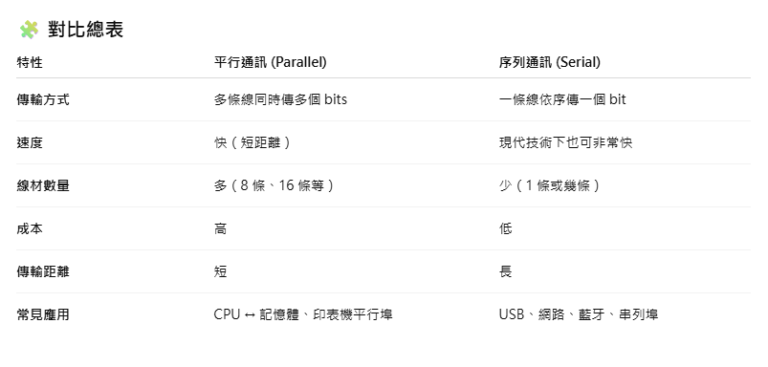 🧩 對比總表
特性 平行通訊 (Parallel) 序列通訊 (Serial)
傳輸方式 多條線同時傳多個 bits 一條線依序傳一個 bit
速度 快（短距離） 現代技術下也可非常快
線材數量 多（8 條、16 條等） 少（1 條或幾條）
成本 高 低
傳輸距離 短 長
常見應用 CPU ↔ 記憶體、印表機平行埠 USB、網路、藍牙、串列埠